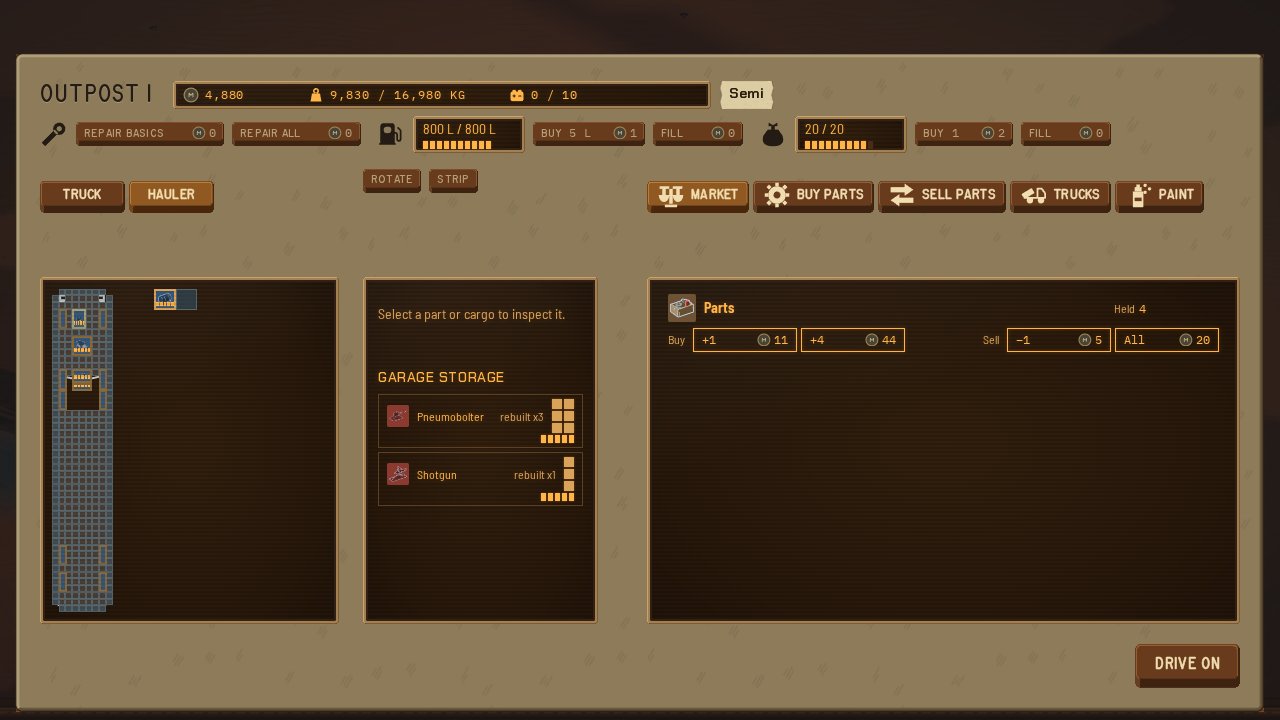 OUTPOST I
4,880
9,830 / 16,980 KG
0 / 10
Semi
REPAIR BASICS 0
REPAIR ALL 0
800 L / 800 L
BUY 5 L 1
FILL 0
20 / 20
BUY 1 2
FILL 0
TRUCK
HAULER
ROTATE
STRIP
MARKET
BUY PARTS
SELL PARTS
TRUCKS
PAINT
Select a part or cargo to inspect it.
GARAGE STORAGE
Pneumobolter rebuilt x3
Shotgun rebuilt x1
Parts
Held 4
Buy +1 11 +4 44
Sell -1 5 All 20
DRIVE ON